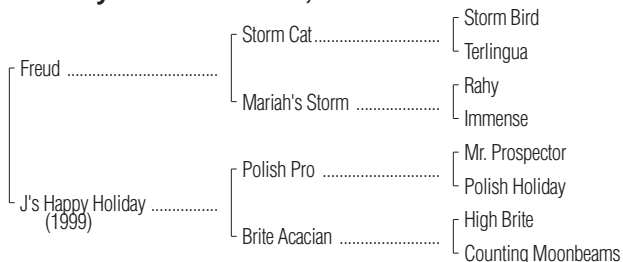 Storm Bird
Storm Cat ..............................
Terlingua
Freud ....................................
Rahy
Mariah's Storm ....................
Immense
Mr. Prospector
Polish Pro ............................
Polish Holiday
J's Happy Holiday ................
(1999)
High Brite
Brite Acacian ........................
Counting Moonbeams